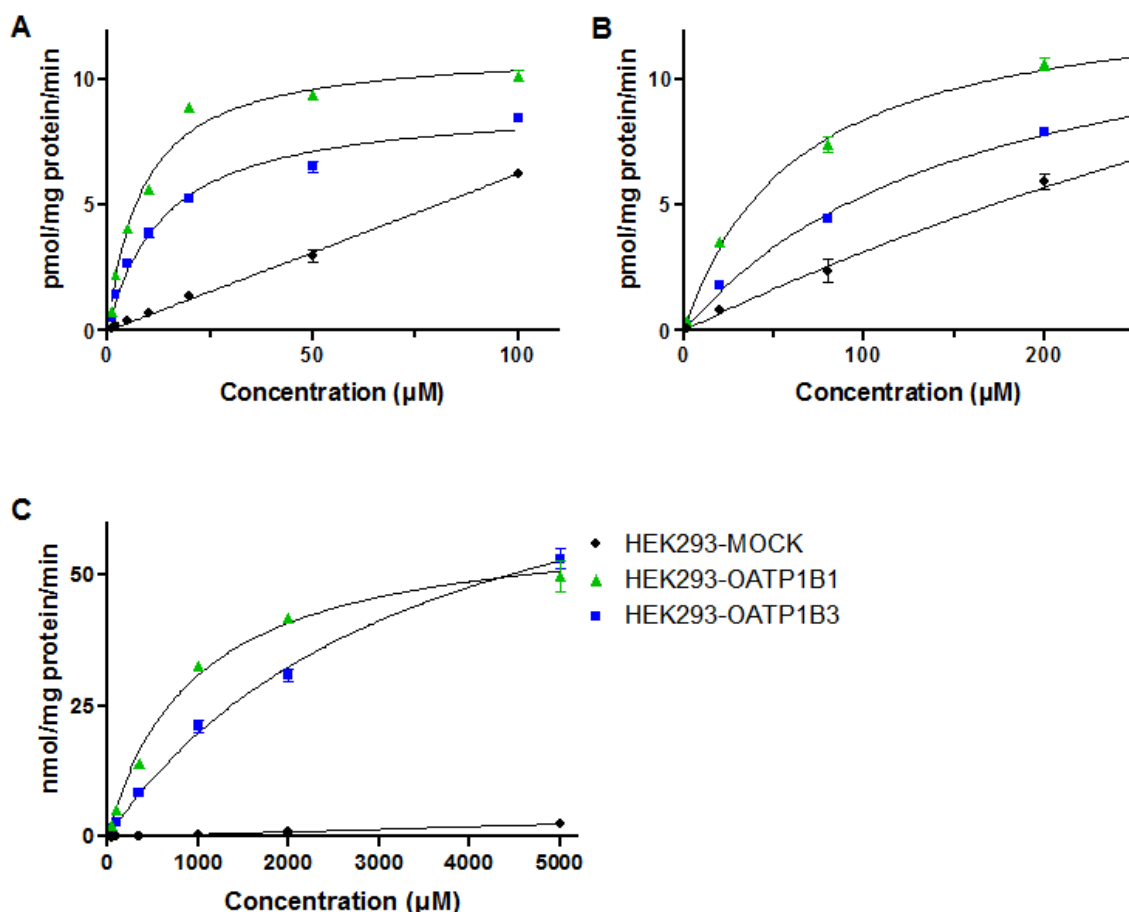 A
pmol/mg protein/min
10
5
0
0
50
100
Concentration (µM)
B
pmol/mg protein/min
10
5
0
0
100
200
Concentration (µM)
C
nmol/mg protein/min
50
25
0
0
1000
2000
3000
4000
5000
Concentration (µM)
HEK293-MOCK
HEK293-OATP1B1
HEK293-OATP1B3